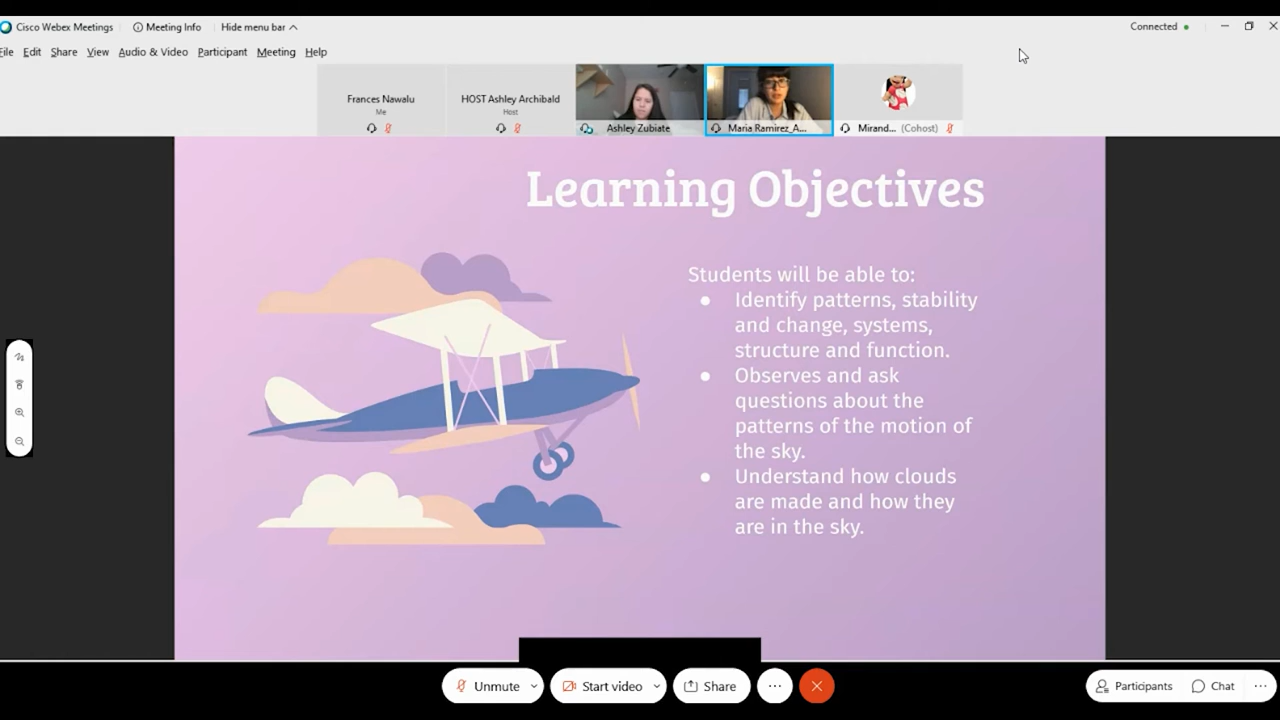 Cisco Webex Meetings Meeting Info Hide menu bar Connected
File Edit Share View Audio & Video Participant Meeting Help
Frances Nawalu
Me
HOST Ashley Archibald
Host
Ashley Zubiate
Maria Ramirez_A...
Mirand... (Cohost)
Learning Objectives
Students will be able to:
● Identify patterns, stability
and change, systems,
structure and function.
● Observes and ask
questions about the
patterns of the motion of
the sky.
● Understand how clouds
are made and how they
are in the sky.
Unmute Start video Share Participants Chat